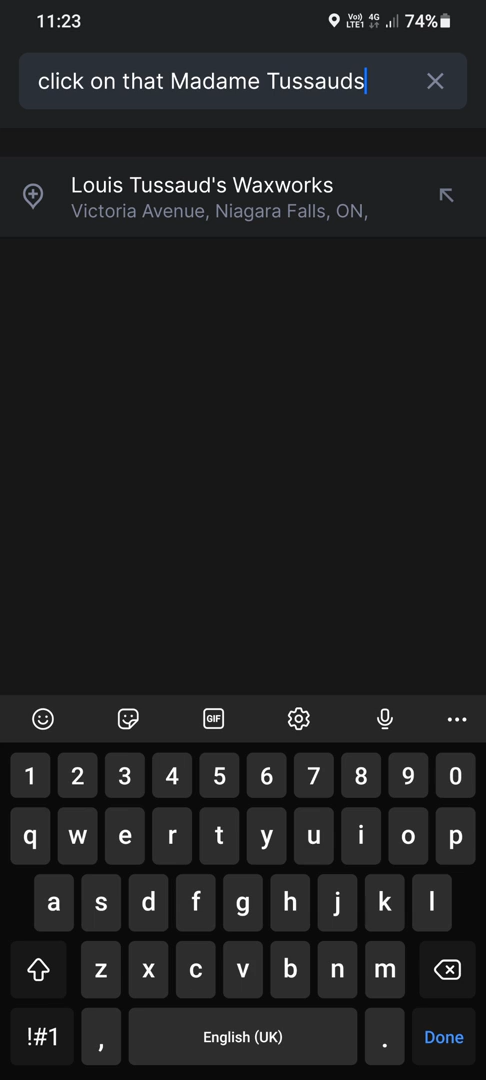 11:23
Vo)) 4G 74%
LTE1
click on that Madame Tussauds
Louis Tussaud's Waxworks
Victoria Avenue, Niagara Falls, ON,
GIF
1 2 3 4 5 6 7 8 9 0
q w e r t y u i o p
a s d f g h j k l
z x c v b n m
!#1 , English (UK) . Done